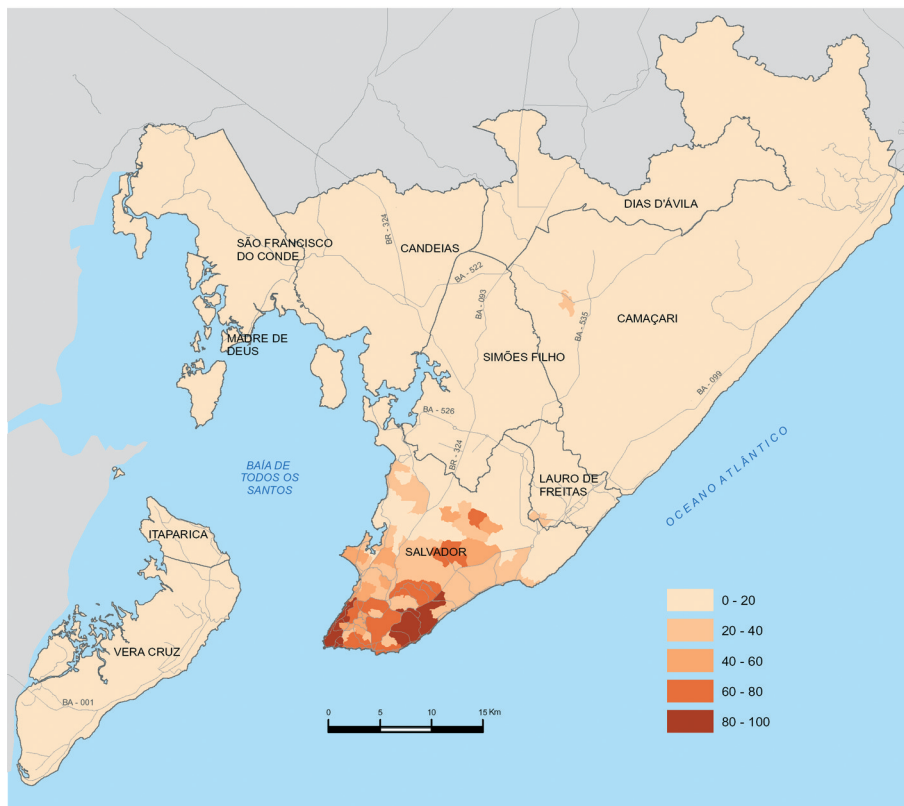 DIAS D'ÁVILA
SÃO FRANCISCO
DO CONDE
BR - 324
CANDEIAS
BA - 522
BA - 093
BA - 535
CAMAÇARI
MADRE DE
DEUS
SIMÕES FILHO
BA - 099
BA - 526
BR - 324
BAÍA DE
TODOS OS
SANTOS
LAURO DE
FREITAS
OCEANO ATLÂNTICO
ITAPARICA
SALVADOR
VERA CRUZ
BA - 001
0 - 20
20 - 40
40 - 60
60 - 80
80 - 100
0 5 10 15 Km